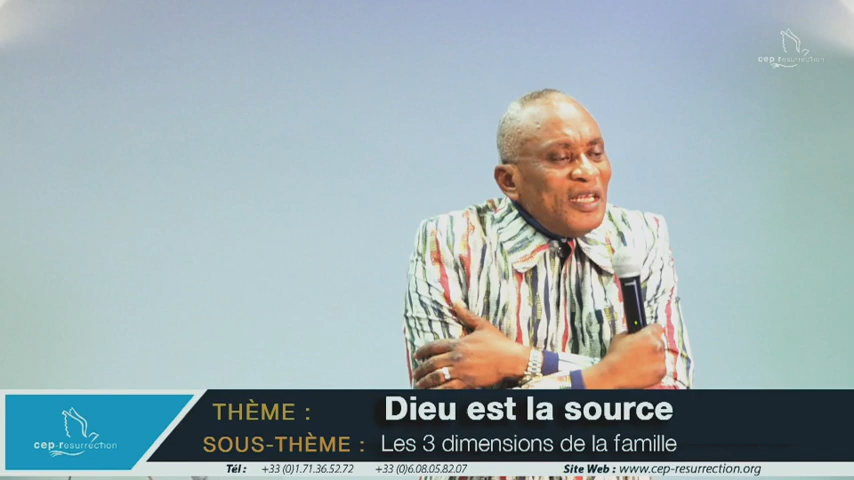 cep-resurrection
THÈME : Dieu est la source
cep-resurrection
SOUS-THÈME : Les 3 dimensions de la famille
Tél : +33 (0)1.71.36.52.72 +33 (0)6.08.05.82.07 Site Web : www.cep-resurrection.org